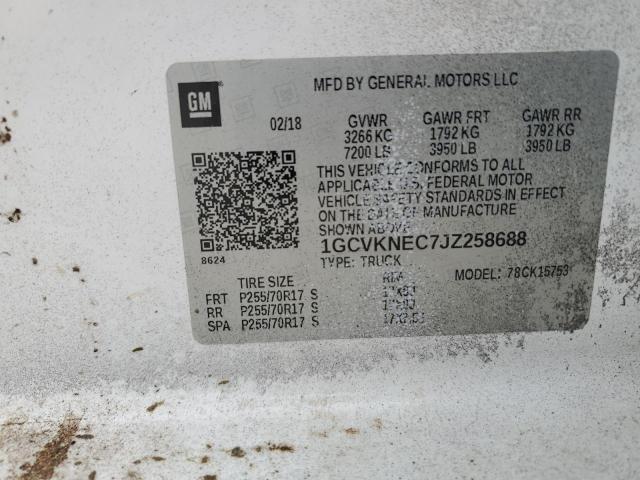 GM
MFD BY GENERAL MOTORS LLC
02/18 GVWR GAWR FRT GAWR RR
3266 KG 1792 KG 1792 KG
7200 LB 3950 LB 3950 LB
THIS VEHICLE CONFORMS TO ALL
APPLICABLE U.S. FEDERAL MOTOR
VEHICLE SAFETY STANDARDS IN EFFECT
ON THE DATE OF MANUFACTURE
SHOWN ABOVE.
8624
1GCVKNEC7JZ258688
TYPE: TRUCK MODEL: 78CK15753
TIRE SIZE
FRT P255/70R17 S
RR P255/70R17 S
SPA P255/70R17 S